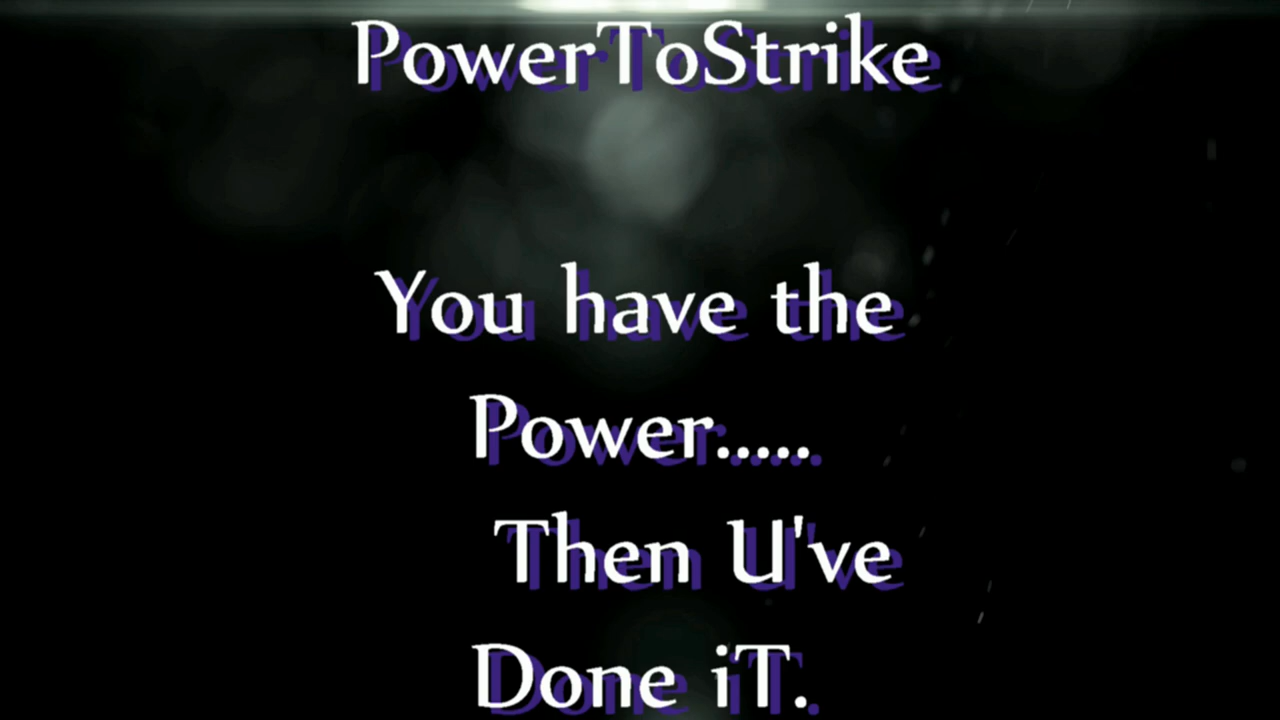 PowerToStrike
You have the
Power.....
Then U've
Done iT.